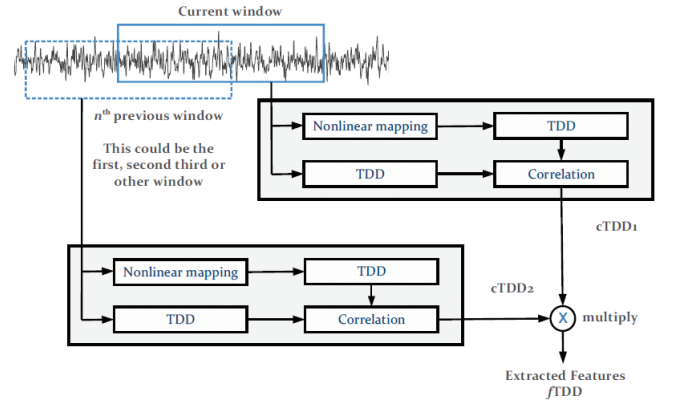 Current window
nth previous window
This could be the
first, second third or
other window
Nonlinear mapping
TDD
TDD
Correlation
cTDD1
Nonlinear mapping
TDD
cTDD2
TDD
Correlation
X
multiply
Extracted Features
fTDD